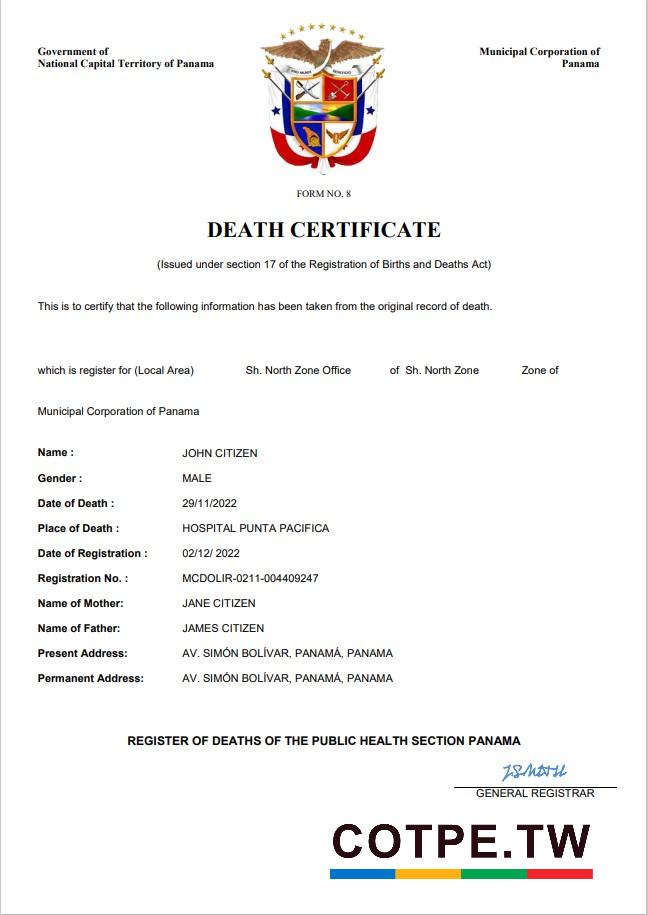 Government of
National Capital Territory of Panama
Municipal Corporation of
Panama
PRO MUNDI BENEFICIO
FORM NO. 8
DEATH CERTIFICATE
(Issued under section 17 of the Registration of Births and Deaths Act)
This is to certify that the following information has been taken from the original record of death.
which is register for (Local Area) Sh. North Zone Office of Sh. North Zone Zone of
Municipal Corporation of Panama
Name : JOHN CITIZEN
Gender : MALE
Date of Death : 29/11/2022
Place of Death : HOSPITAL PUNTA PACIFICA
Date of Registration : 02/12/ 2022
Registration No. : MCDOLIR-0211-004409247
Name of Mother: JANE CITIZEN
Name of Father: JAMES CITIZEN
Present Address: AV. SIMÓN BOLÍVAR, PANAMÁ, PANAMA
Permanent Address: AV. SIMÓN BOLÍVAR, PANAMÁ, PANAMA
REGISTER OF DEATHS OF THE PUBLIC HEALTH SECTION PANAMA
GENERAL REGISTRAR
COTPE.TW